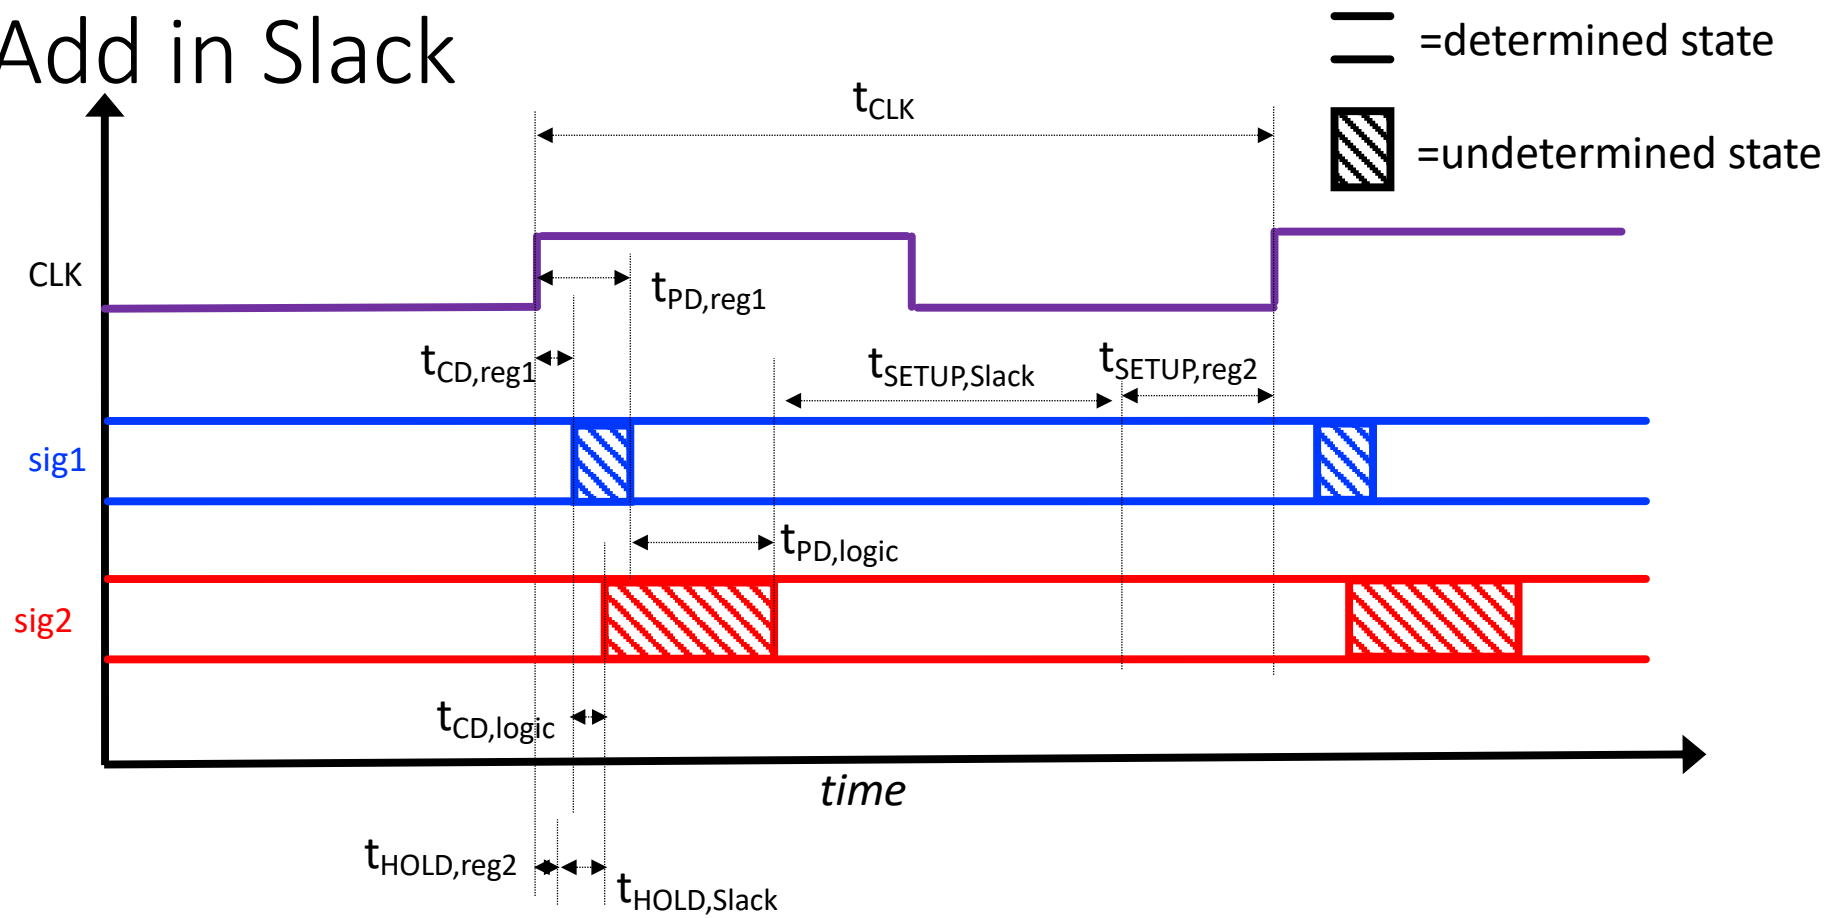 Add in Slack
=determined state
=undetermined state
tCLK
CLK
tPD,reg1
tCD,reg1
tSETUP,Slack
tSETUP,reg2
sig1
tPD,logic
sig2
tCD,logic
time
tHOLD,reg2
tHOLD,Slack